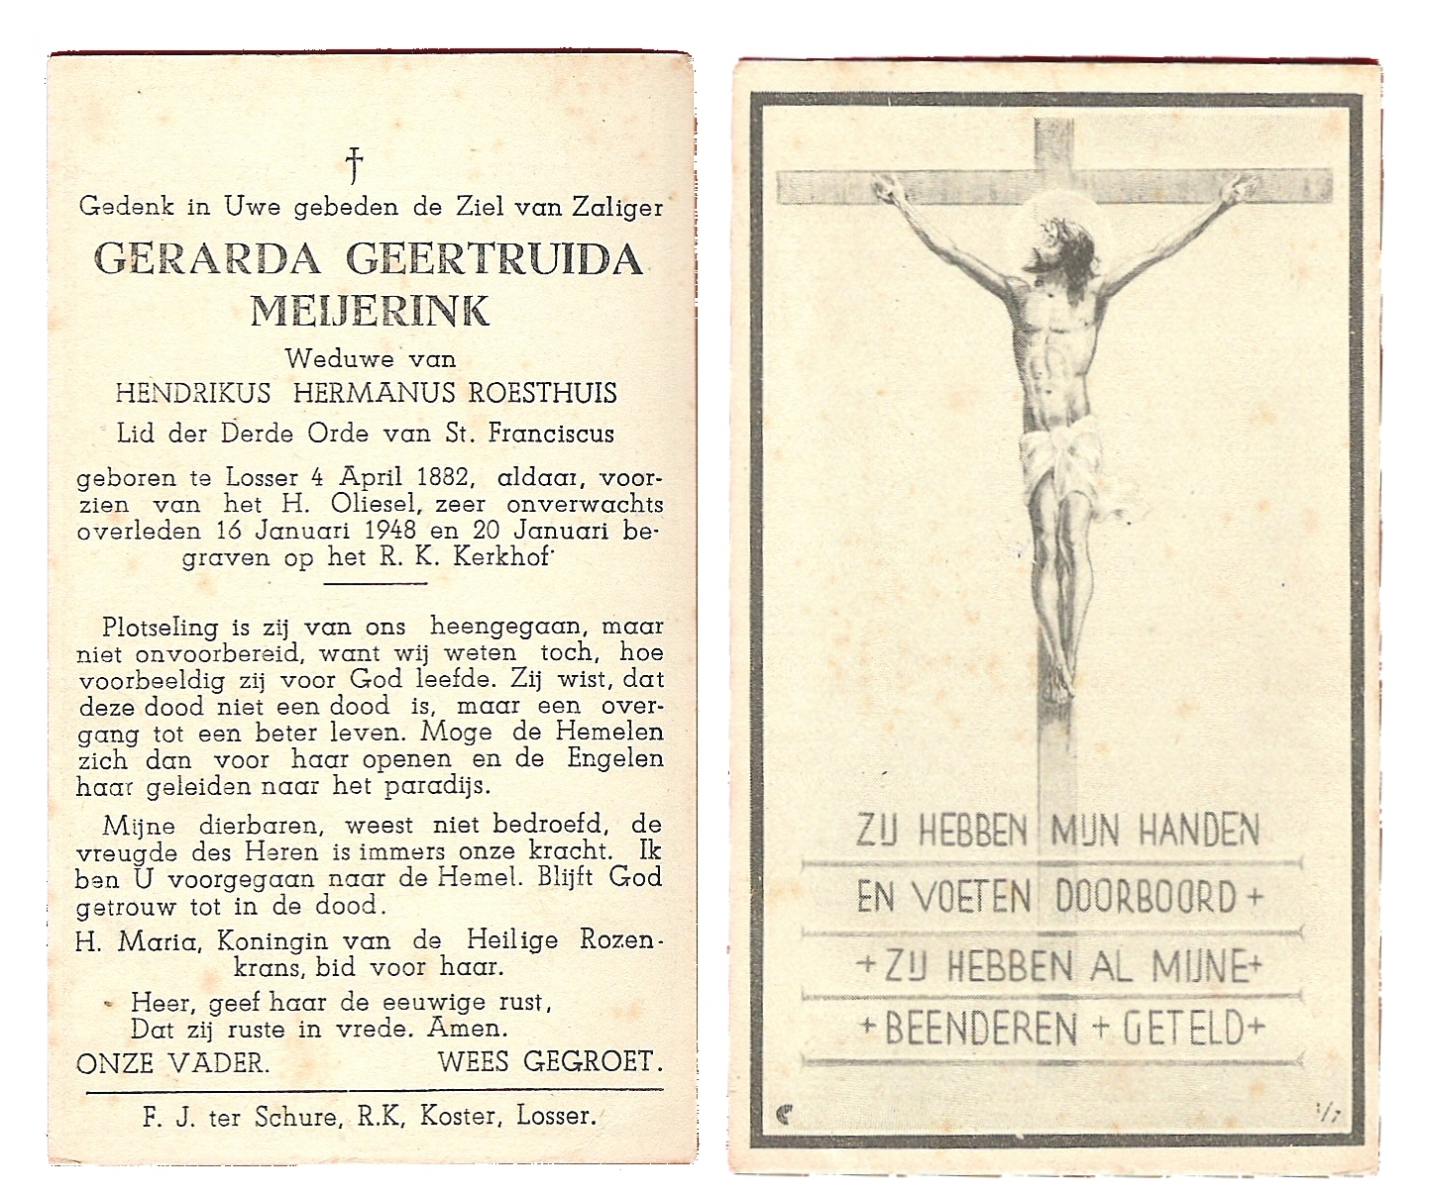 †
Gedenk in Uwe gebeden de Ziel van Zaliger
GERARDA GEERTRUIDA
MEIJERINK
Weduwe van
HENDRIKUS HERMANUS ROESTHUIS
Lid der Derde Orde van St. Franciscus
geboren te Losser 4 April 1882, aldaar, voor-
zien van het H. Oliesel, zeer onverwachts
overleden 16 Januari 1948 en 20 Januari be-
graven op het R. K. Kerkhof
Plotseling is zij van ons heengegaan, maar
niet onvoorbereid, want wij weten toch, hoe
voorbeeldig zij voor God leefde. Zij wist, dat
deze dood niet een dood is, maar een over-
gang tot een beter leven. Moge de Hemelen
zich dan voor haar openen en de Engelen
haar geleiden naar het paradijs.
Mijne dierbaren, weest niet bedroefd, de
vreugde des Heren is immers onze kracht. Ik
ben U voorgegaan naar de Hemel. Blijft God
getrouw tot in de dood.
H. Maria, Koningin van de Heilige Rozen-
krans, bid voor haar.
Heer, geef haar de eeuwige rust,
Dat zij ruste in vrede. Amen.
ONZE VADER. WEES GEGROET.
F. J. ter Schure, R.K, Koster, Losser.
ZIJ HEBBEN MIJN HANDEN
EN VOETEN DOORBOORD +
+ ZIJ HEBBEN AL MIJNE +
+ BEENDEREN + GETELD +
1/7